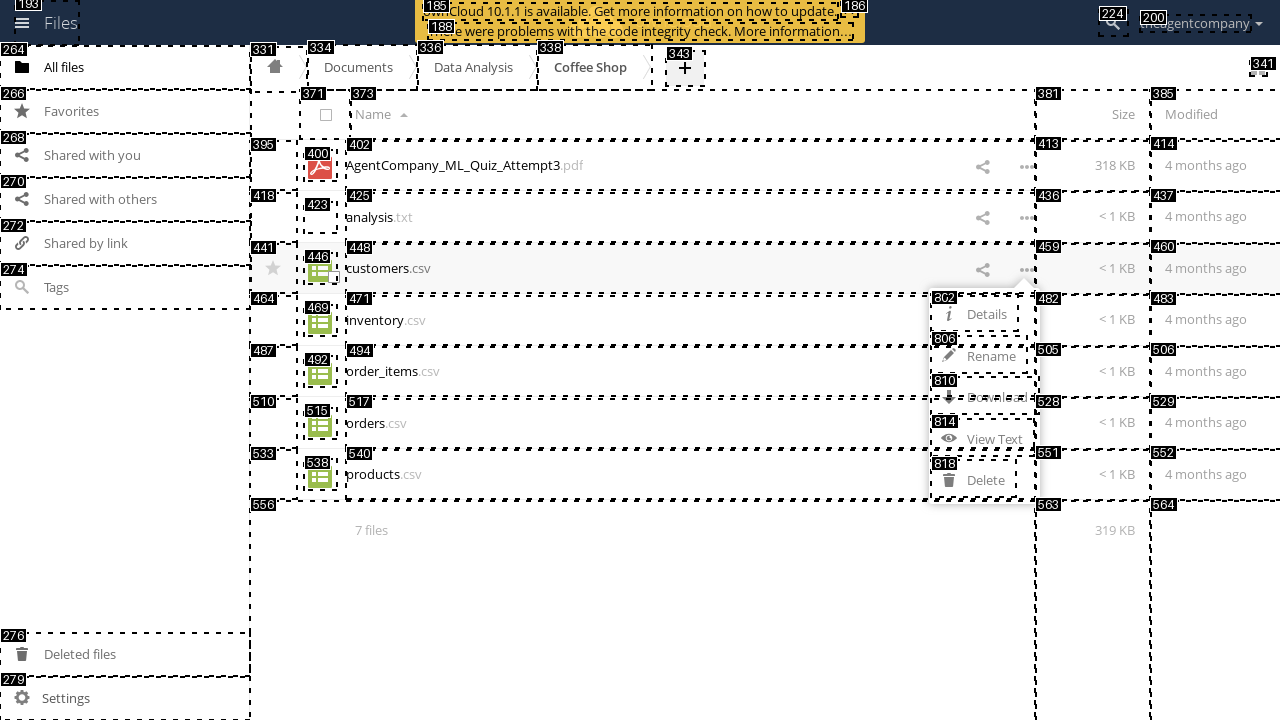 193
Files
185
ownCloud 10.1.1 is available. Get more information on how to update.
186
188
There were problems with the code integrity check. More information…
224
200
theagentcompany
264
All files
266
Favorites
268
Shared with you
270
Shared with others
272
Shared by link
274
Tags
276
Deleted files
279
Settings
331
334
Documents
336
Data Analysis
338
Coffee Shop
343
+
341
371
373
Name
381
Size
385
Modified
395
400
402
AgentCompany_ML_Quiz_Attempt3.pdf
413
318 KB
414
4 months ago
418
423
425
analysis.txt
436
< 1 KB
437
4 months ago
441
446
448
customers.csv
459
< 1 KB
460
4 months ago
464
469
471
inventory.csv
482
< 1 KB
483
4 months ago
487
492
494
order_items.csv
505
< 1 KB
506
4 months ago
510
515
517
orders.csv
528
< 1 KB
529
4 months ago
533
538
540
products.csv
551
< 1 KB
552
4 months ago
802
Details
806
Rename
810
Download
814
View Text
818
Delete
556
7 files
563
319 KB
564